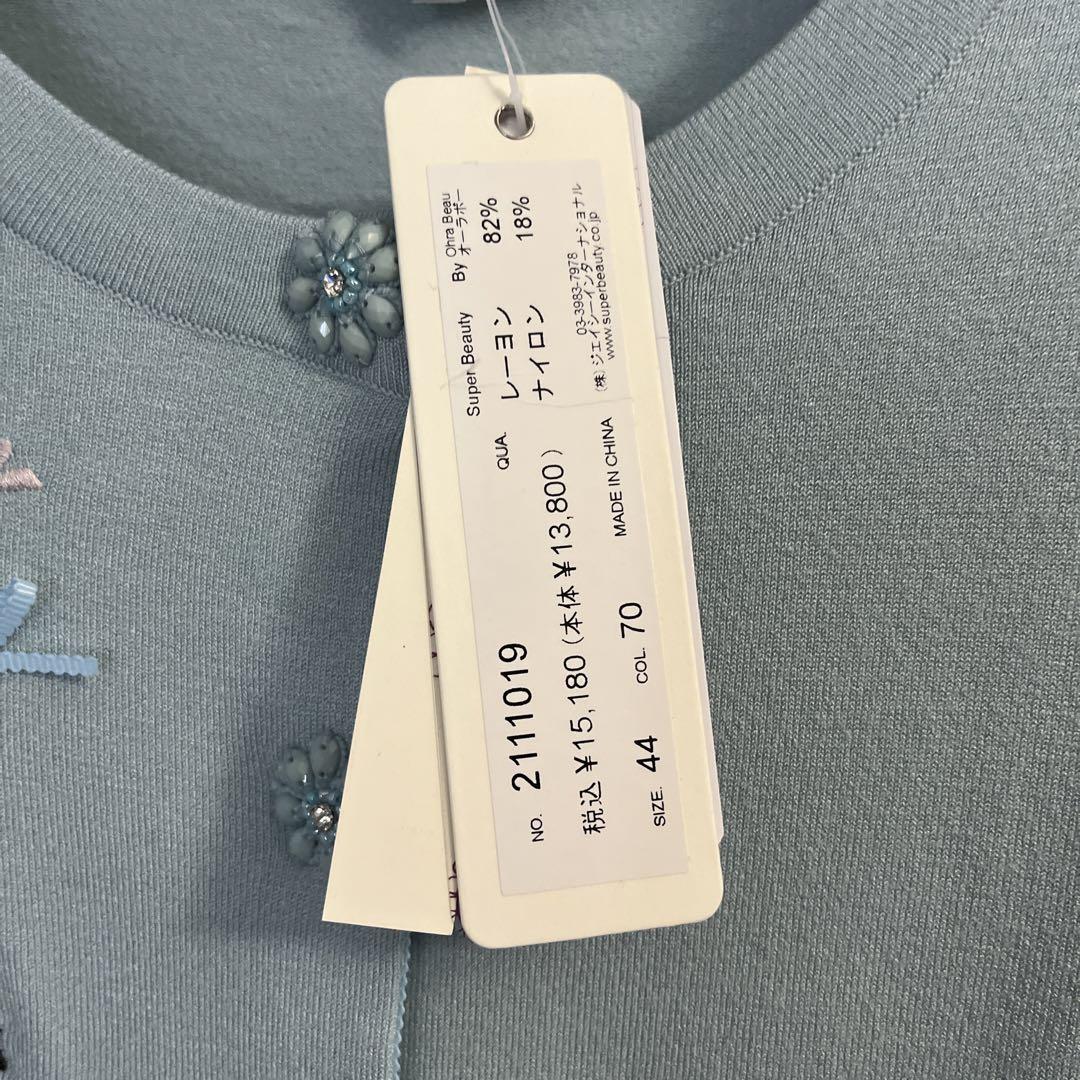 NO. 2111019
税込￥15,180(本体￥13,800)
SIZE. 44 COL. 70
MADE IN CHINA
Super Beauty By Ohra Beau
オーラボー
QUA. レーヨン 82%
ナイロン 18%
03-3983-7978
(株)ジェイシーインターナショナル
www.superbeauty.co.jp